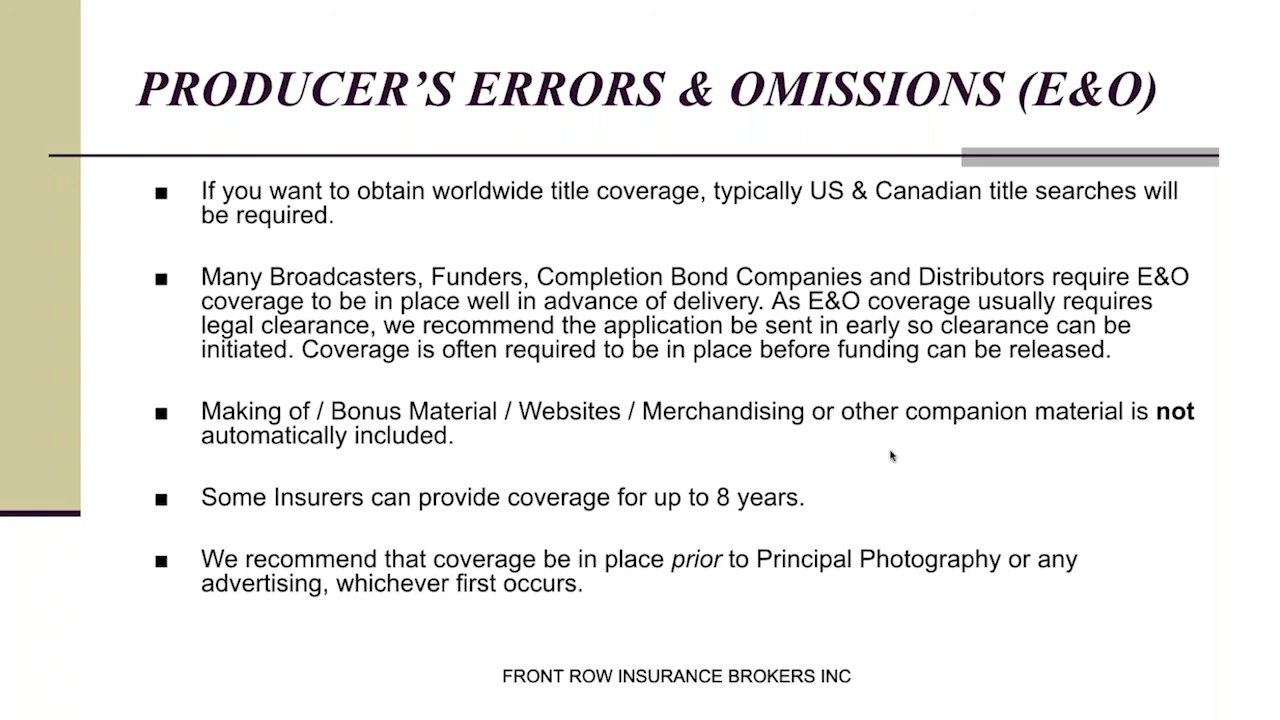 PRODUCER’S ERRORS & OMISSIONS (E&O)
■ If you want to obtain worldwide title coverage, typically US & Canadian title searches will
be required.
■ Many Broadcasters, Funders, Completion Bond Companies and Distributors require E&O
coverage to be in place well in advance of delivery. As E&O coverage usually requires
legal clearance, we recommend the application be sent in early so clearance can be
initiated. Coverage is often required to be in place before funding can be released.
■ Making of / Bonus Material / Websites / Merchandising or other companion material is not
automatically included.
■ Some Insurers can provide coverage for up to 8 years.
■ We recommend that coverage be in place prior to Principal Photography or any
advertising, whichever first occurs.
FRONT ROW INSURANCE BROKERS INC